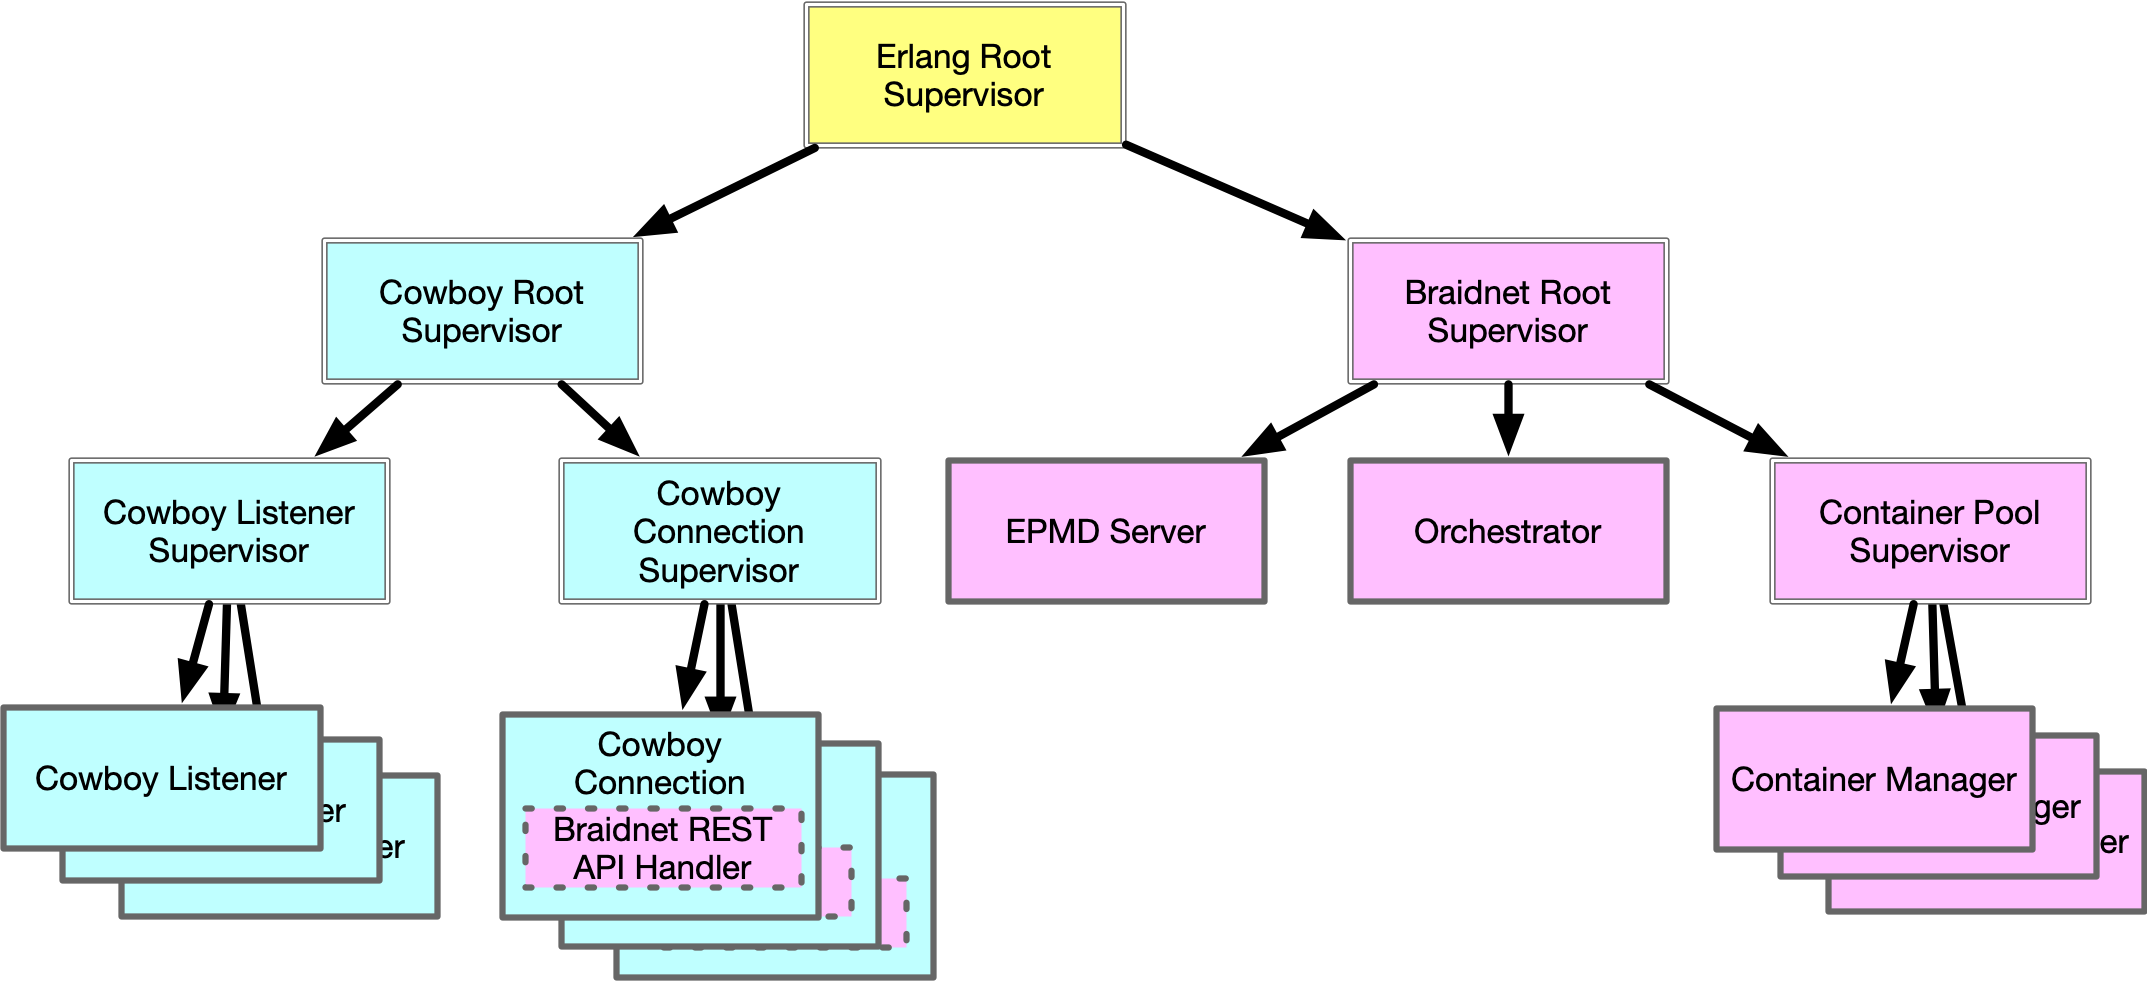 Erlang Root
Supervisor
Cowboy Root
Supervisor
Braidnet Root
Supervisor
Cowboy Listener
Supervisor
Cowboy
Connection
Supervisor
EPMD Server
Orchestrator
Container Pool
Supervisor
Cowboy Listener
er
er
Cowboy
Connection
Braidnet REST
API Handler
Container Manager
ger
er